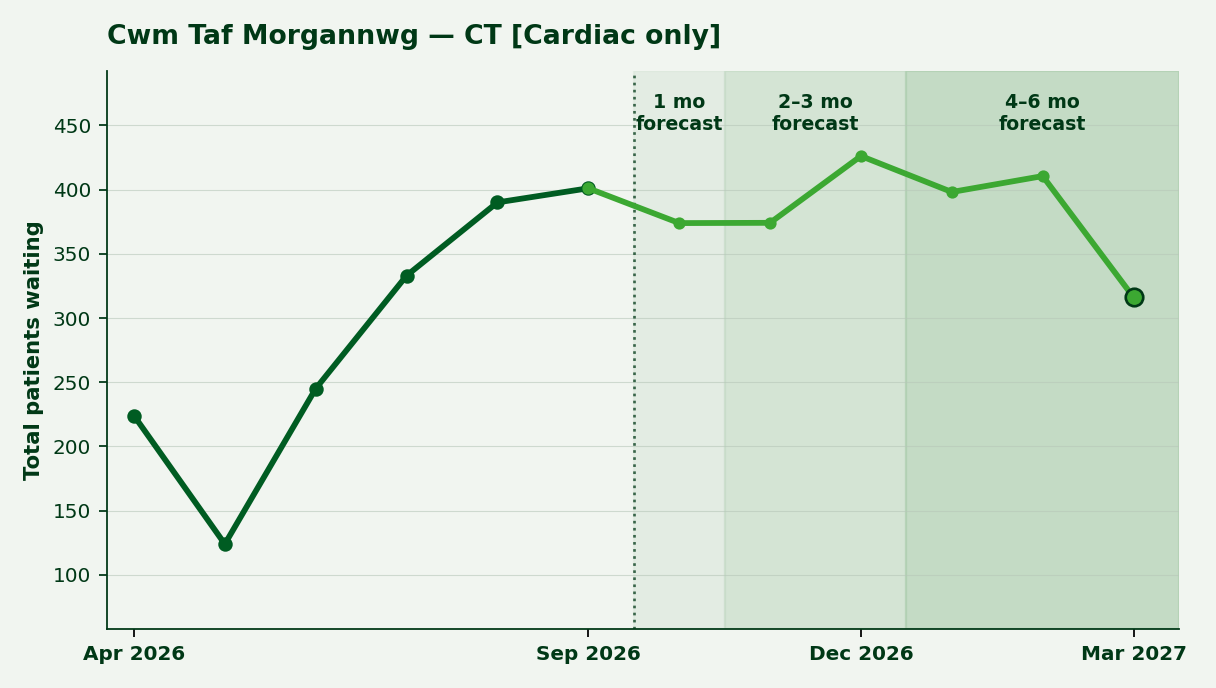 Cwm Taf Morgannwg — CT [Cardiac only]
1 mo
forecast
2–3 mo
forecast
4–6 mo
forecast
Total patients waiting
450
400
350
300
250
200
150
100
Apr 2026
Sep 2026
Dec 2026
Mar 2027